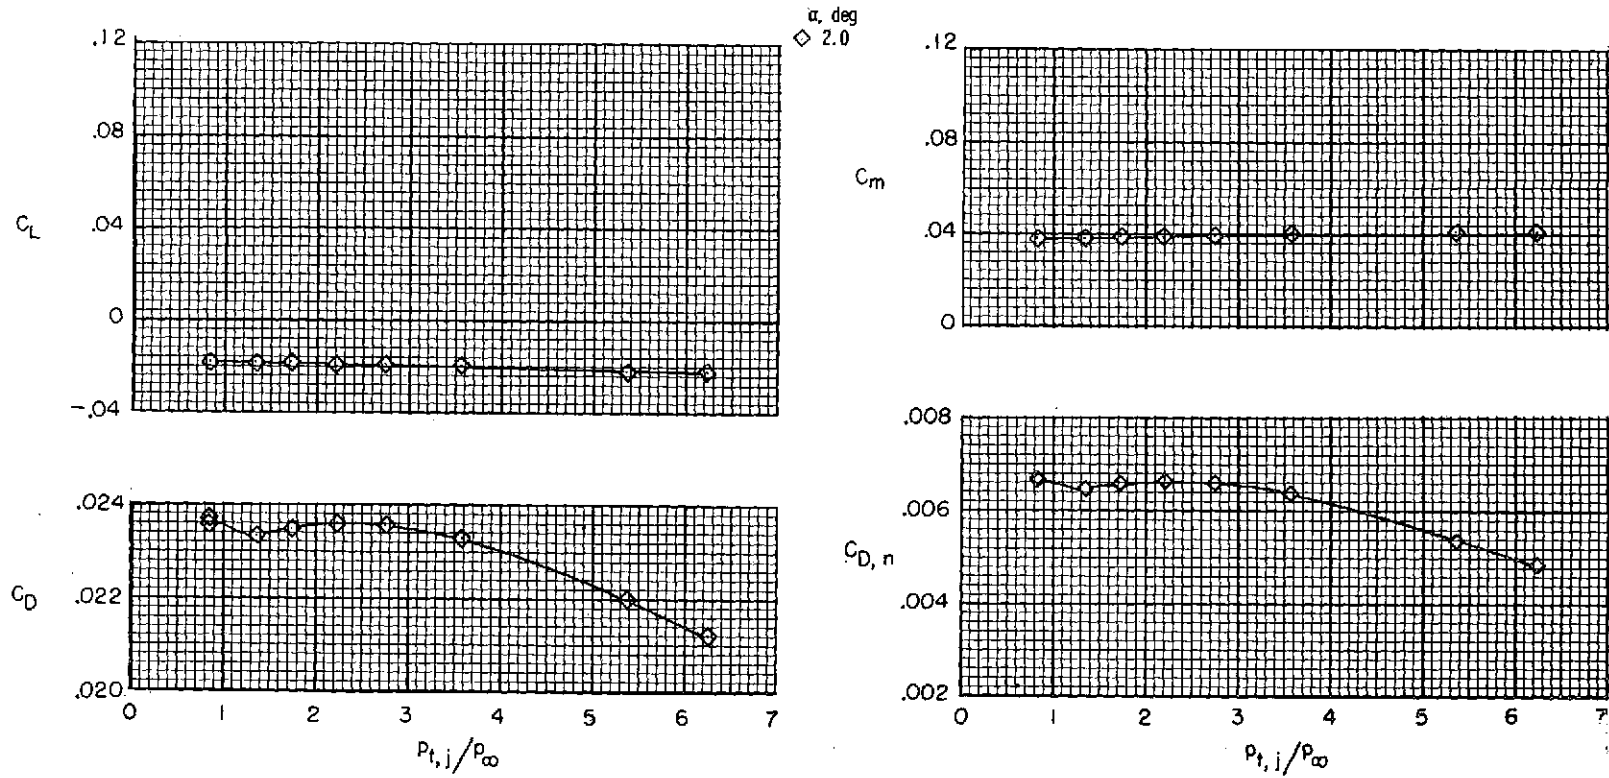 α, deg
◇ 2.0
.12
.08
.04
0
-.04
C_L
.024
.022
.020
C_D
0 1 2 3 4 5 6 7
p_t,j/p_∞
.12
.08
.04
0
C_m
.008
.006
.004
.002
C_D,n
0 1 2 3 4 5 6 7
p_t,j/p_∞